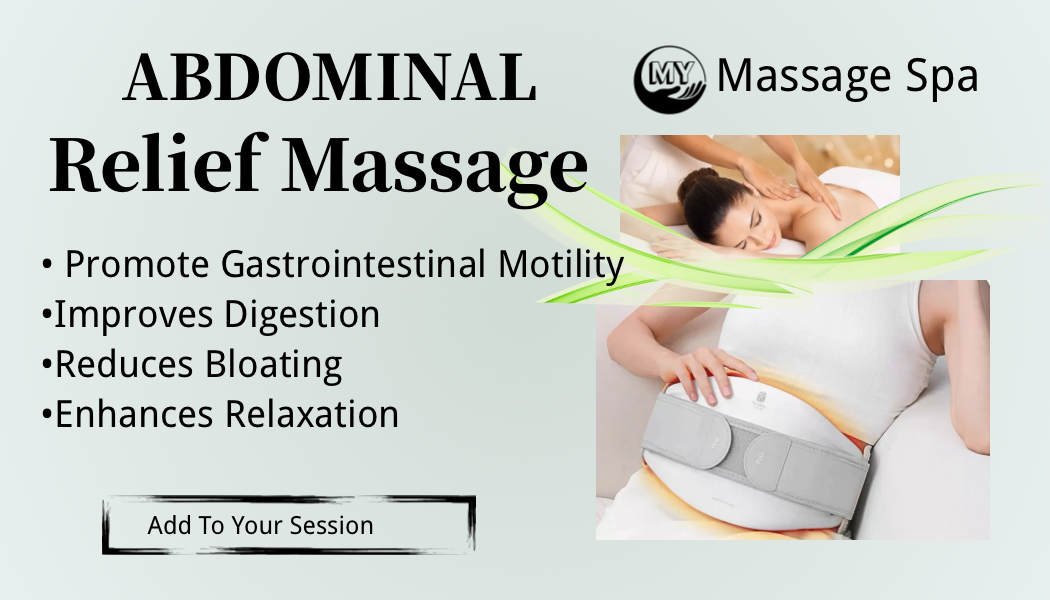 ABDOMINAL
Relief Massage
MY Massage Spa
• Promote Gastrointestinal Motility
•Improves Digestion
•Reduces Bloating
•Enhances Relaxation
Add To Your Session